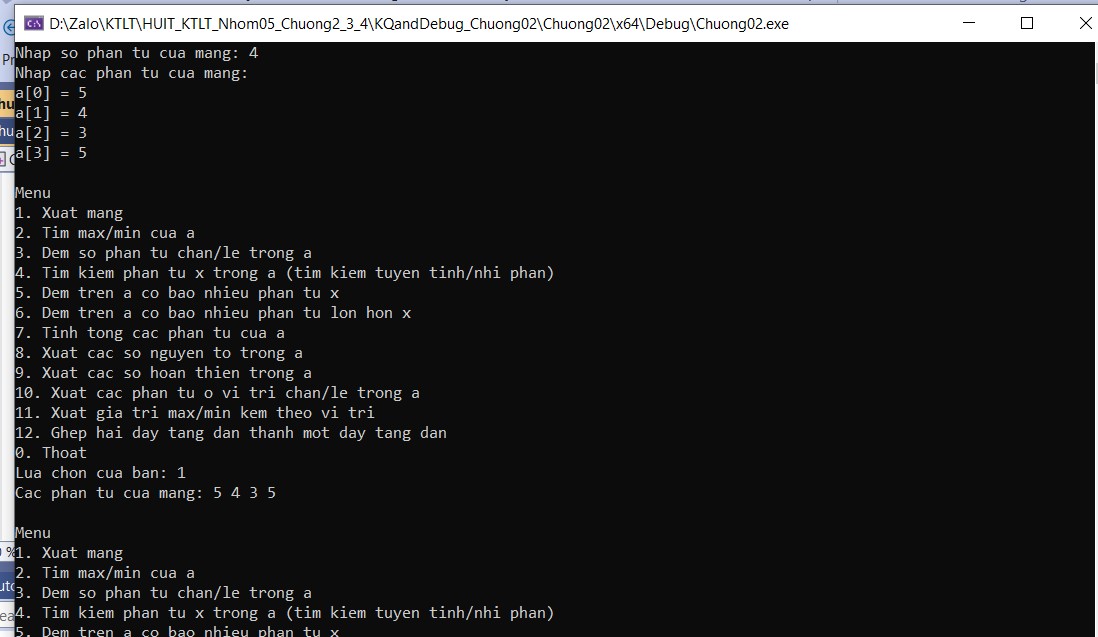 D:\Zalo\KTLT\HUIT_KTLT_Nhom05_Chuong2_3_4\KQandDebug_Chuong02\Chuong02\x64\Debug\Chuong02.exe
Nhap so phan tu cua mang: 4
Nhap cac phan tu cua mang:
a[0] = 5
a[1] = 4
a[2] = 3
a[3] = 5
Menu
1. Xuat mang
2. Tim max/min cua a
3. Dem so phan tu chan/le trong a
4. Tim kiem phan tu x trong a (tim kiem tuyen tinh/nhi phan)
5. Dem tren a co bao nhieu phan tu x
6. Dem tren a co bao nhieu phan tu lon hon x
7. Tinh tong cac phan tu cua a
8. Xuat cac so nguyen to trong a
9. Xuat cac so hoan thien trong a
10. Xuat cac phan tu o vi tri chan/le trong a
11. Xuat gia tri max/min kem theo vi tri
12. Ghep hai day tang dan thanh mot day tang dan
0. Thoat
Lua chon cua ban: 1
Cac phan tu cua mang: 5 4 3 5
Menu
1. Xuat mang
2. Tim max/min cua a
3. Dem so phan tu chan/le trong a
4. Tim kiem phan tu x trong a (tim kiem tuyen tinh/nhi phan)
5. Dem tren a co bao nhieu phan tu x